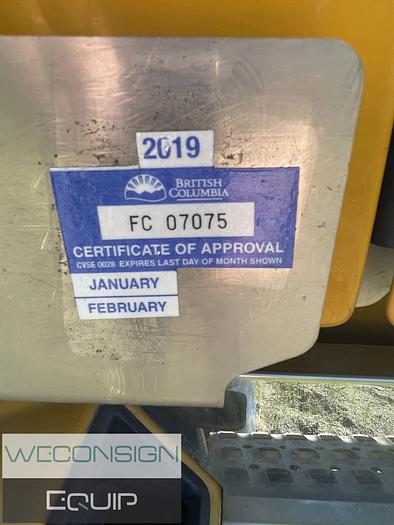 2019
BRITISH
COLUMBIA
FC 07075
CERTIFICATE OF APPROVAL
CVSE 0028 EXPIRES LAST DAY OF MONTH SHOWN
JANUARY
FEBRUARY
WECONSIGN
EQUIP